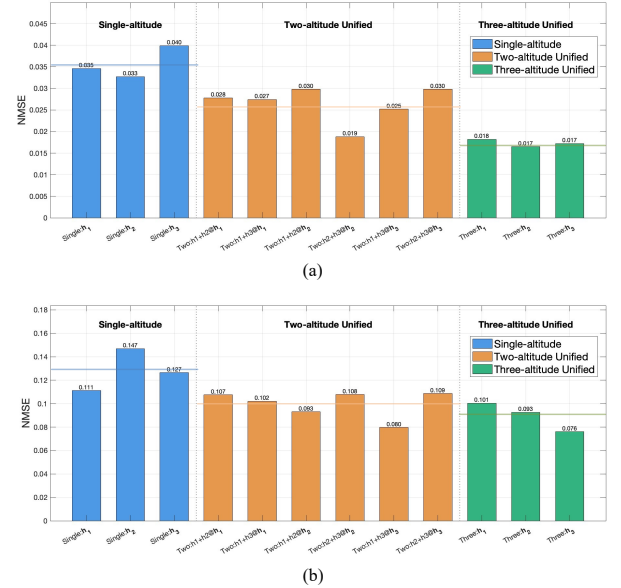 Single-altitude
Two-altitude Unified
Three-altitude Unified
Single-altitude
Two-altitude Unified
Three-altitude Unified
NMSE
0.045
0.04
0.035
0.03
0.025
0.02
0.015
0.01
0.005
0
0.035
0.033
0.040
0.028
0.027
0.030
0.019
0.025
0.030
0.018
0.017
0.017
Single:h1
Single:h2
Single:h3
Two:h1+h2@h1
Two:h1+h3@h1
Two:h1+h2@h2
Two:h2+h3@h2
Two:h1+h3@h3
Two:h2+h3@h3
Three:h1
Three:h2
Three:h3
(a)
Single-altitude
Two-altitude Unified
Three-altitude Unified
Single-altitude
Two-altitude Unified
Three-altitude Unified
NMSE
0.18
0.16
0.14
0.12
0.1
0.08
0.06
0.04
0.02
0
0.111
0.147
0.127
0.107
0.102
0.093
0.108
0.080
0.109
0.101
0.093
0.076
Single:h1
Single:h2
Single:h3
Two:h1+h2@h1
Two:h1+h3@h1
Two:h1+h2@h2
Two:h2+h3@h2
Two:h1+h3@h3
Two:h2+h3@h3
Three:h1
Three:h2
Three:h3
(b)